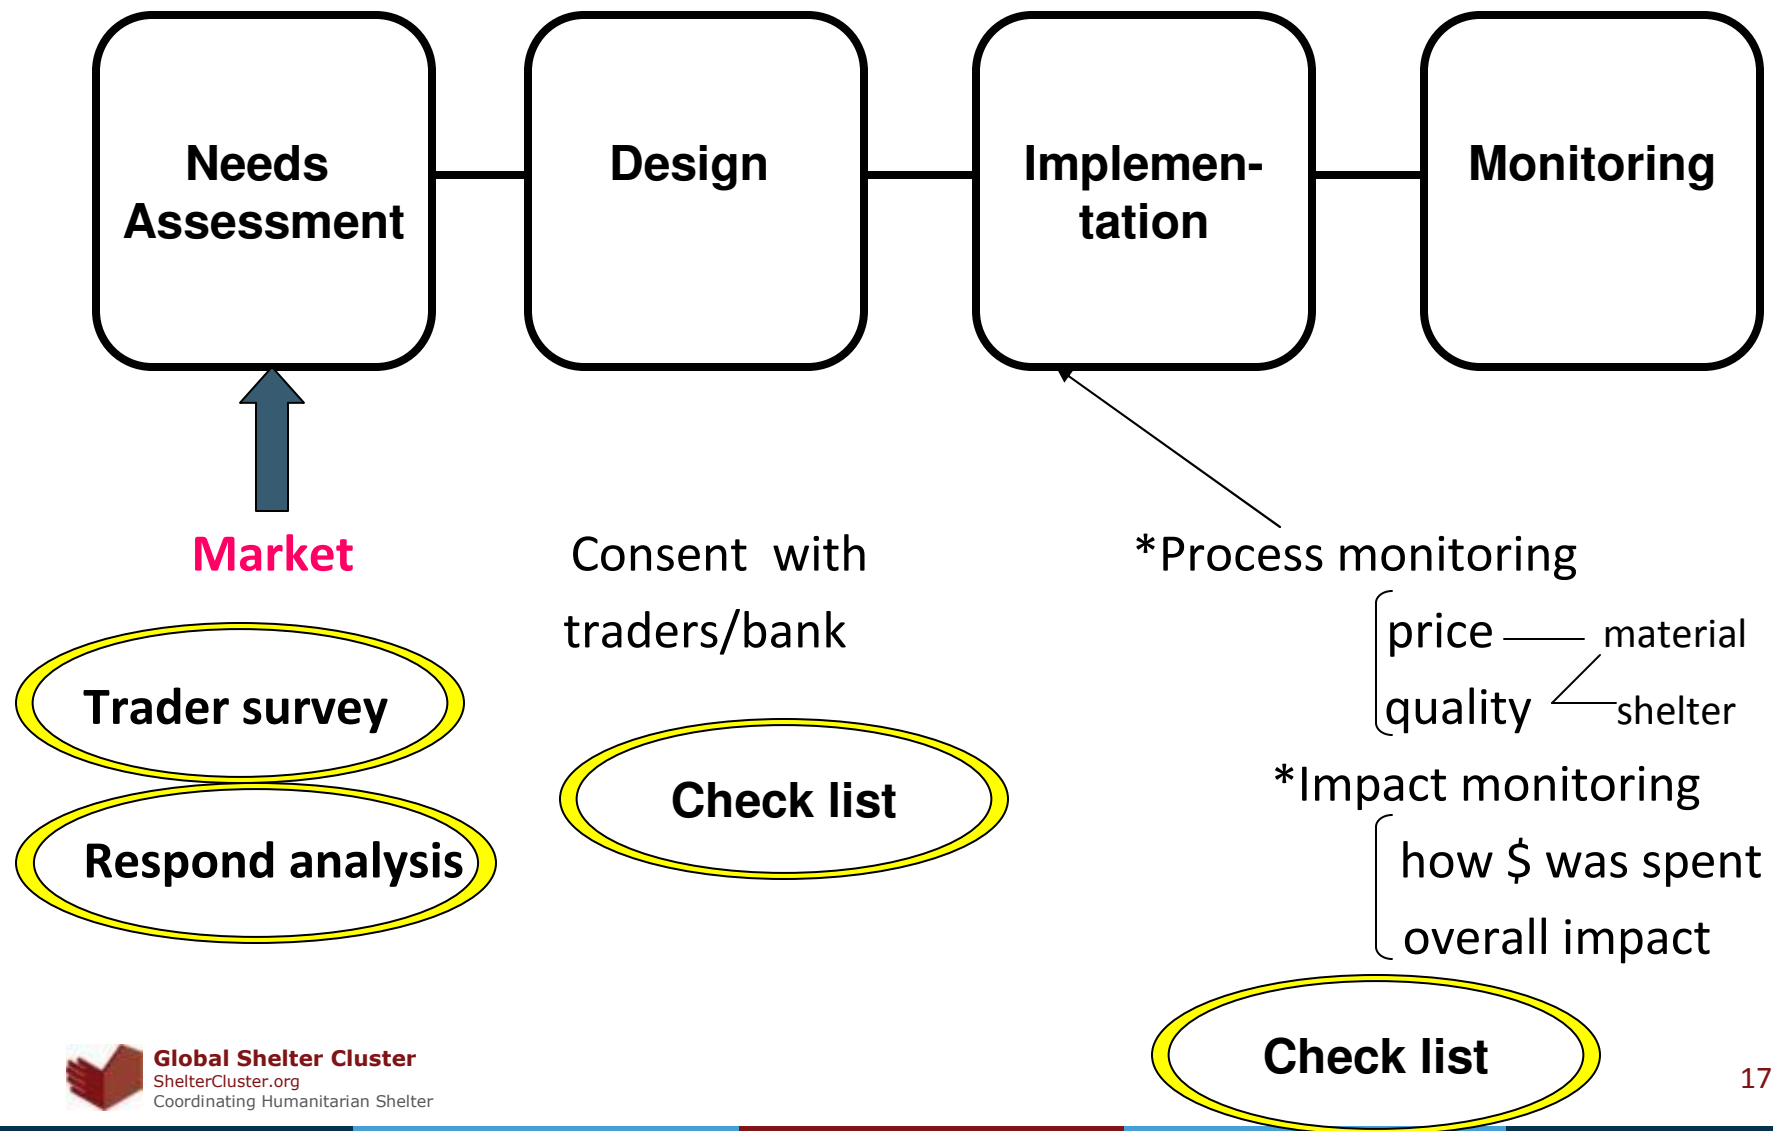 Needs
Assessment
Design
Implemen-
tation
Monitoring
Market
Trader survey
Respond analysis
Consent with
traders/bank
Check list
*Process monitoring
price material
quality shelter
*Impact monitoring
how $ was spent
overall impact
Check list
Global Shelter Cluster
ShelterCluster.org
Coordinating Humanitarian Shelter
17